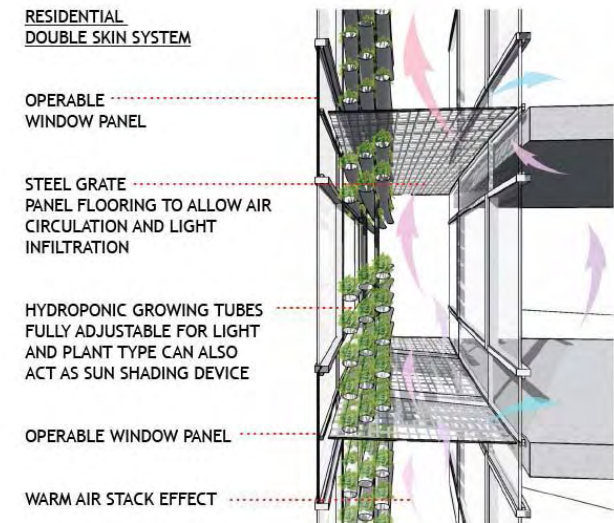 RESIDENTIAL
DOUBLE SKIN SYSTEM
OPERABLE
WINDOW PANEL
STEEL GRATE
PANEL FLOORING TO ALLOW AIR
CIRCULATION AND LIGHT
INFILTRATION
HYDROPONIC GROWING TUBES
FULLY ADJUSTABLE FOR LIGHT
AND PLANT TYPE CAN ALSO
ACT AS SUN SHADING DEVICE
OPERABLE WINDOW PANEL
WARM AIR STACK EFFECT